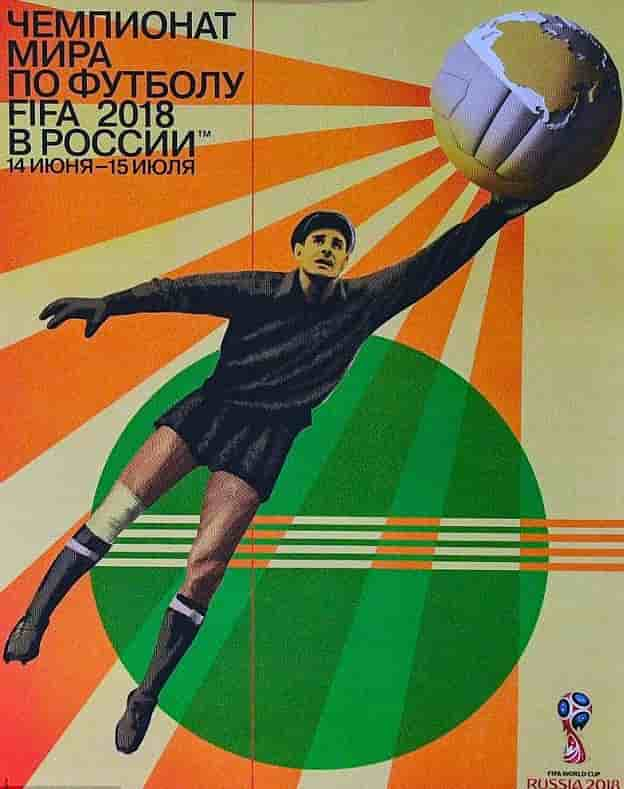 ЧЕМПИОНАТ
МИРА
ПО ФУТБОЛУ
FIFA 2018
В РОССИИ™
14 ИЮНЯ–15 ИЮЛЯ
FIFA WORLD CUP
RUSSIA 2018